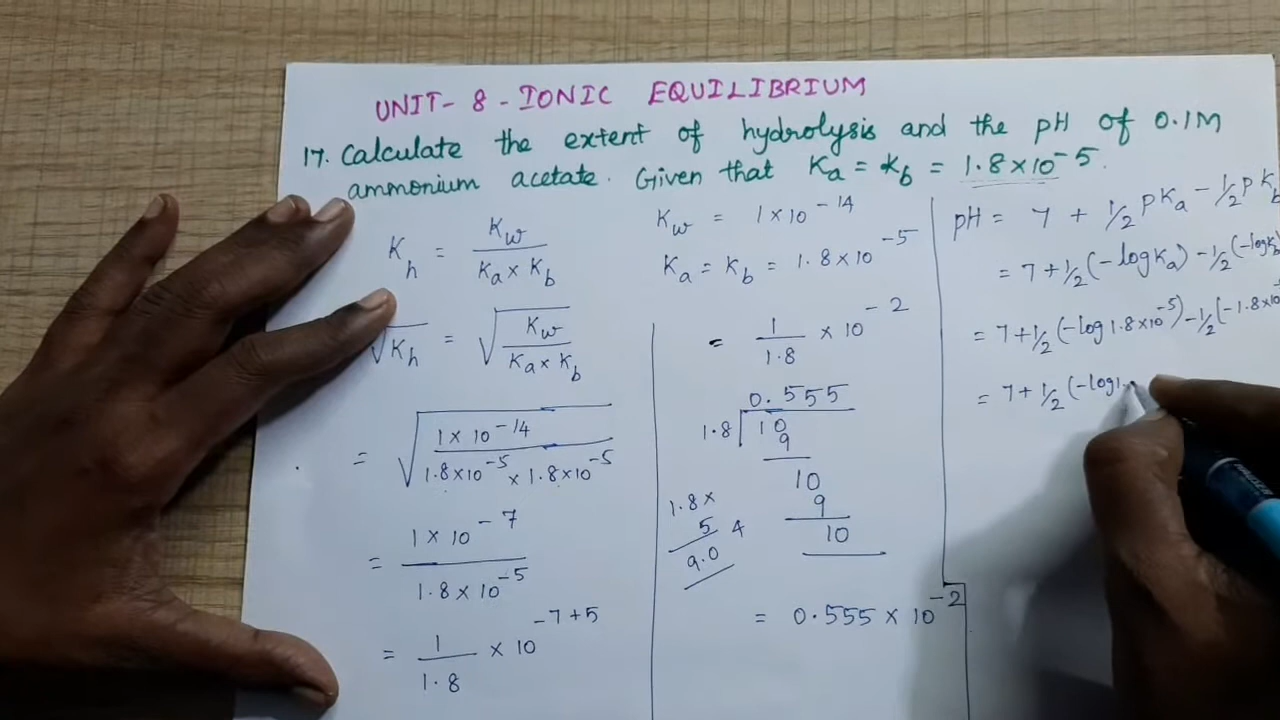 UNIT- 8 - IONIC EQUILIBRIUM
17. Calculate the extent of hydrolysis and the pH of 0.1M
ammonium acetate. Given that Ka = Kb = 1.8×10-5.
Kh = Kw / Ka × Kb
√Kh = √Kw / Ka × Kb
= √1×10-14 / 1.8×10-5 × 1.8×10-5
= 1×10-7 / 1.8×10-5
= 1 / 1.8 × 10-7+5
Kw = 1×10-14
Ka = Kb = 1.8×10-5
= 1 / 1.8 × 10-2
0.555
1.8 10
9
10
9
10
1.8×
5
9.0
4
= 0.555 × 10-2
pH = 7 + 1/2 pKa - 1/2 pKb
= 7+1/2 (-logKa) - 1/2 (-logKb
= 7+1/2 (-log 1.8×10-5) - 1/2 (-1.8×10
= 7+1/2 (-log1.